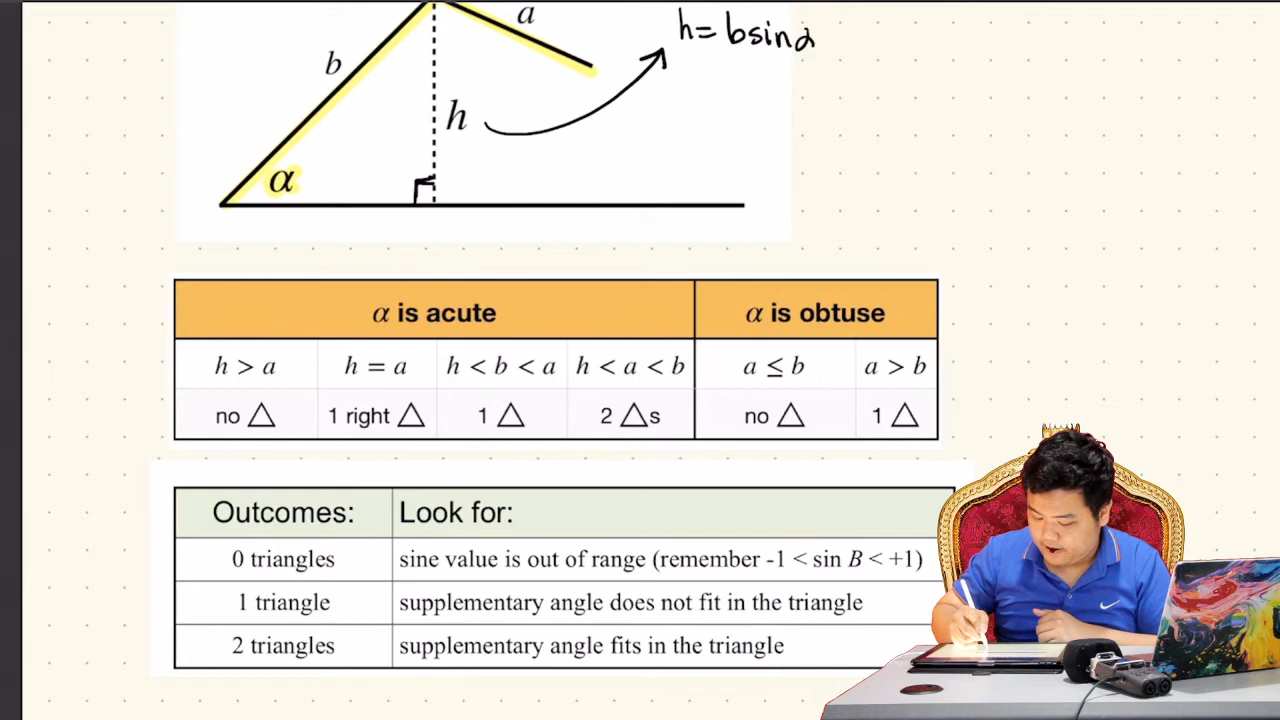 a
h = b sin α
b
h
α
α is acute α is obtuse
h > a h = a h < b < a h < a < b a ≤ b a > b
no △ 1 right △ 1 △ 2 △s no △ 1 △
Outcomes: Look for:
0 triangles sine value is out of range (remember -1 < sin B < +1)
1 triangle supplementary angle does not fit in the triangle
2 triangles supplementary angle fits in the triangle